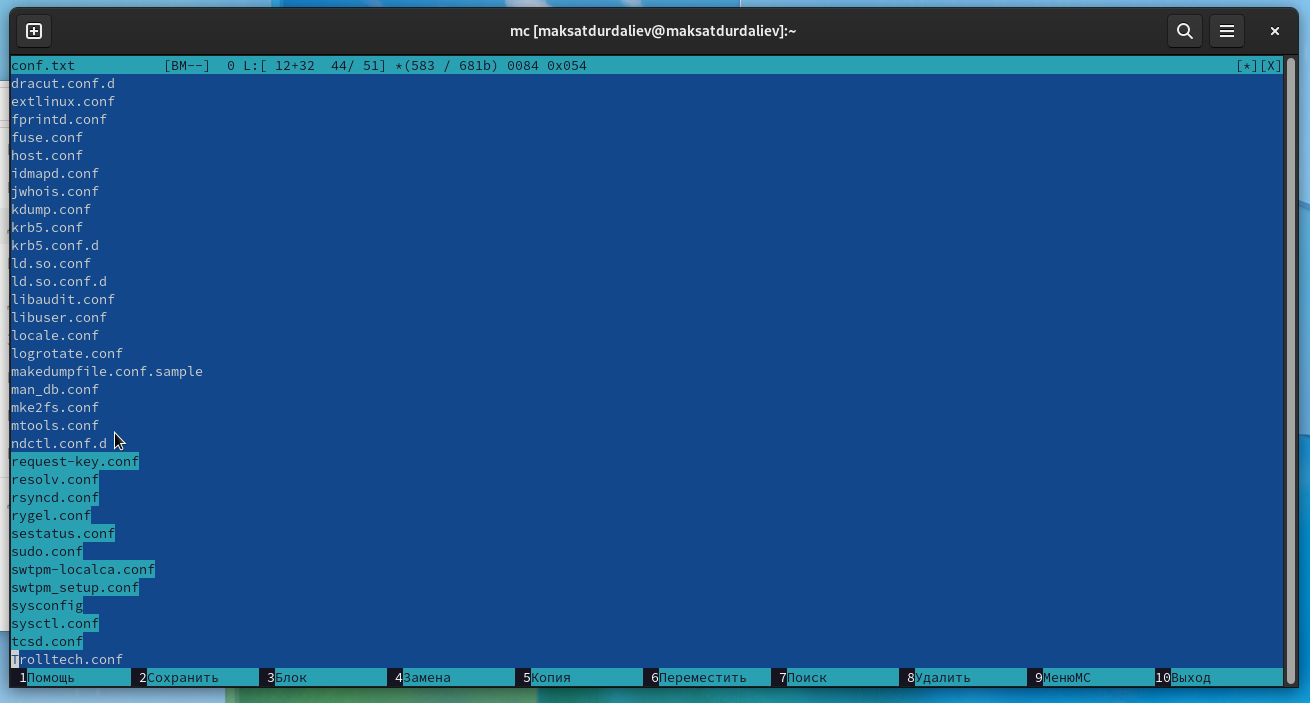 mc [maksatdurdaliev@maksatdurdaliev]:~
conf.txt [BM--] 0 L:[ 12+32 44/ 51] *(583 / 681b) 0084 0x054 [*][X]
dracut.conf.d
extlinux.conf
fprintd.conf
fuse.conf
host.conf
idmapd.conf
jwhois.conf
kdump.conf
krb5.conf
krb5.conf.d
ld.so.conf
ld.so.conf.d
libaudit.conf
libuser.conf
locale.conf
logrotate.conf
makedumpfile.conf.sample
man_db.conf
mke2fs.conf
mtools.conf
ndctl.conf.d
request-key.conf
resolv.conf
rsyncd.conf
rygel.conf
sestatus.conf
sudo.conf
swtpm-localca.conf
swtpm_setup.conf
sysconfig
sysctl.conf
tcsd.conf
Trolltech.conf
1Помощь 2Сохранить 3Блок 4Замена 5Копия 6Переместить 7Поиск 8Удалить 9МенюMC 10Выход